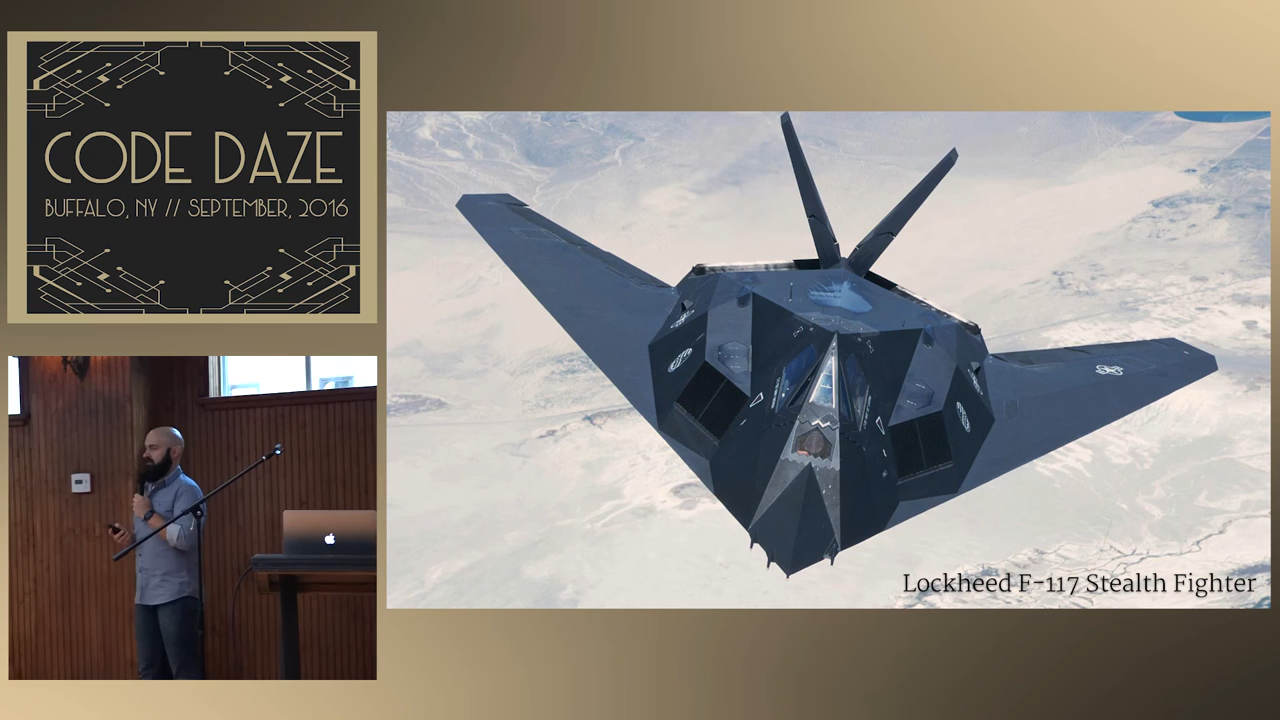 CODE DAZE
BUFFALO, NY // SEPTEMBER, 2016
Lockheed F-117 Stealth Fighter